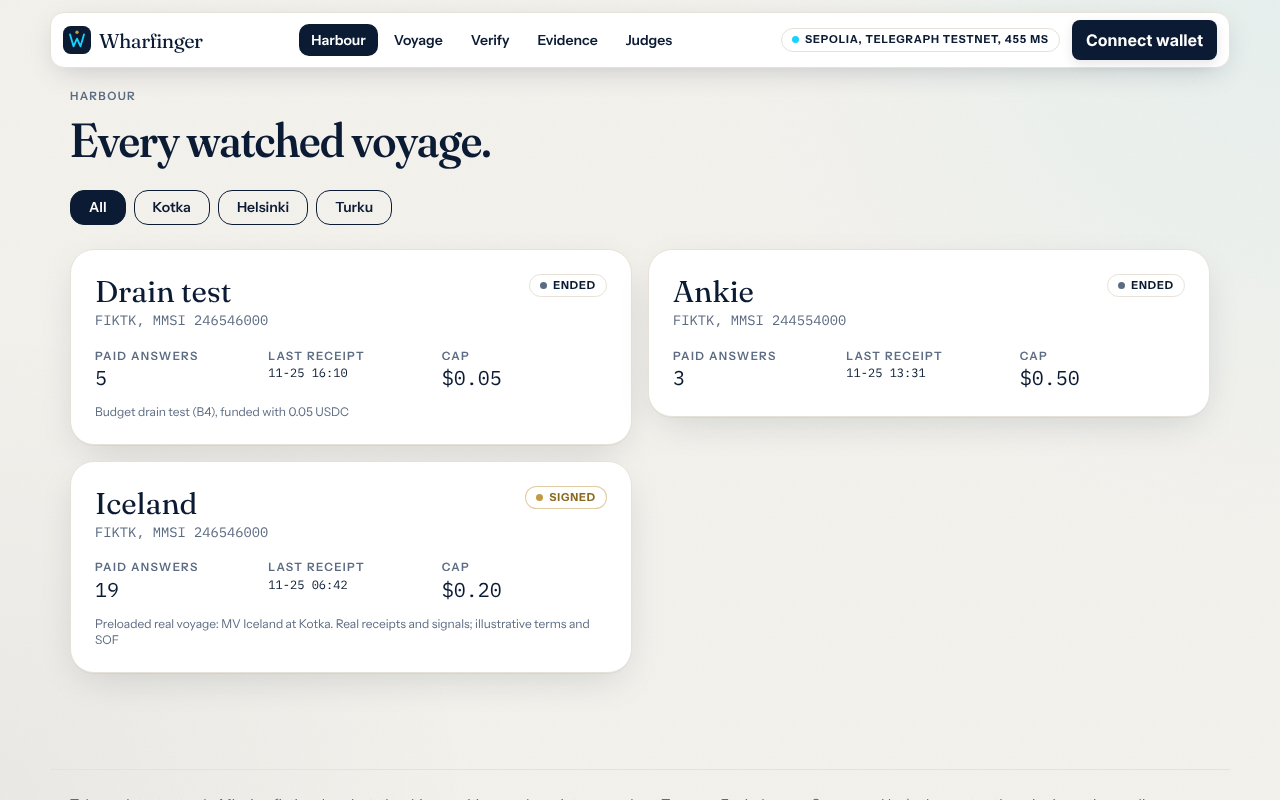 Wharfinger
Harbour Voyage Verify Evidence Judges
SEPOLIA, TELEGRAPH TESTNET, 455 MS
Connect wallet
HARBOUR
Every watched voyage.
All Kotka Helsinki Turku
Drain test
ENDED
FIKTK, MMSI 246546000
PAID ANSWERS LAST RECEIPT CAP
5 11-25 16:10 $0.05
Budget drain test (B4), funded with 0.05 USDC
Ankie
ENDED
FIKTK, MMSI 244554000
PAID ANSWERS LAST RECEIPT CAP
3 11-25 13:31 $0.50
Iceland
SIGNED
FIKTK, MMSI 246546000
PAID ANSWERS LAST RECEIPT CAP
19 11-25 06:42 $0.20
Preloaded real voyage: MV Iceland at Kotka. Real receipts and signals; illustrative terms and
SOF